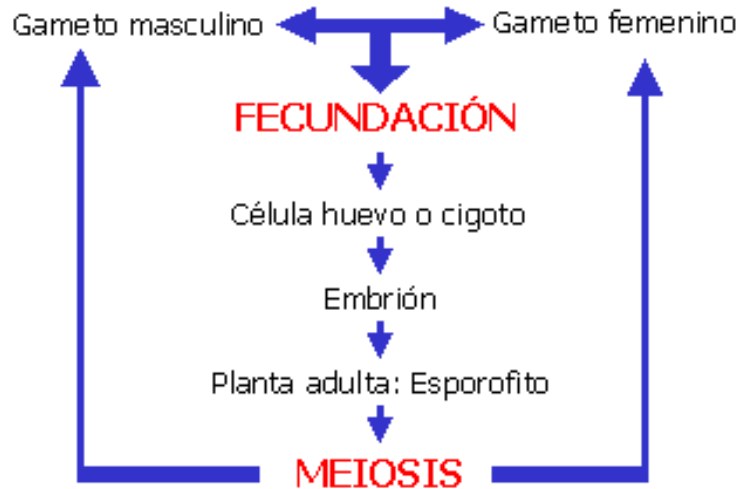 Gameto masculino
Gameto femenino
FECUNDACIÓN
Célula huevo o cigoto
Embrión
Planta adulta: Esporofito
MEIOSIS